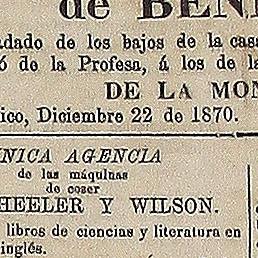 de BEN
dado de los bajos de la casa
ó de la Profesa, á los de la
DE LA MON
ico, Diciembre 22 de 1870.
NICA AGENCIA
de las máquinas
de coser
HEELER Y WILSON.
libros de ciencias y literatura en
inglés.